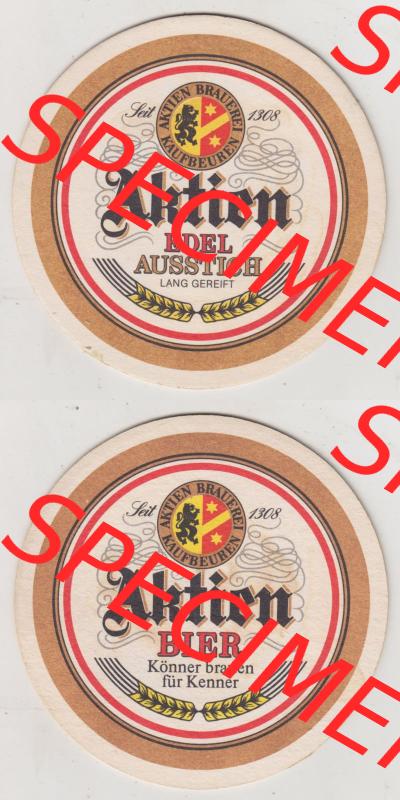 SPECIMEN
Seit 1308
AKTIEN BRAUEREI
KAUFBEUREN
Aktien
EDEL
AUSSTICH
LANG GEREIFT
SPECIMEN
Seit 1308
AKTIEN BRAUEREI
KAUFBEUREN
Aktien
BIER
Könner brauen
für Kenner